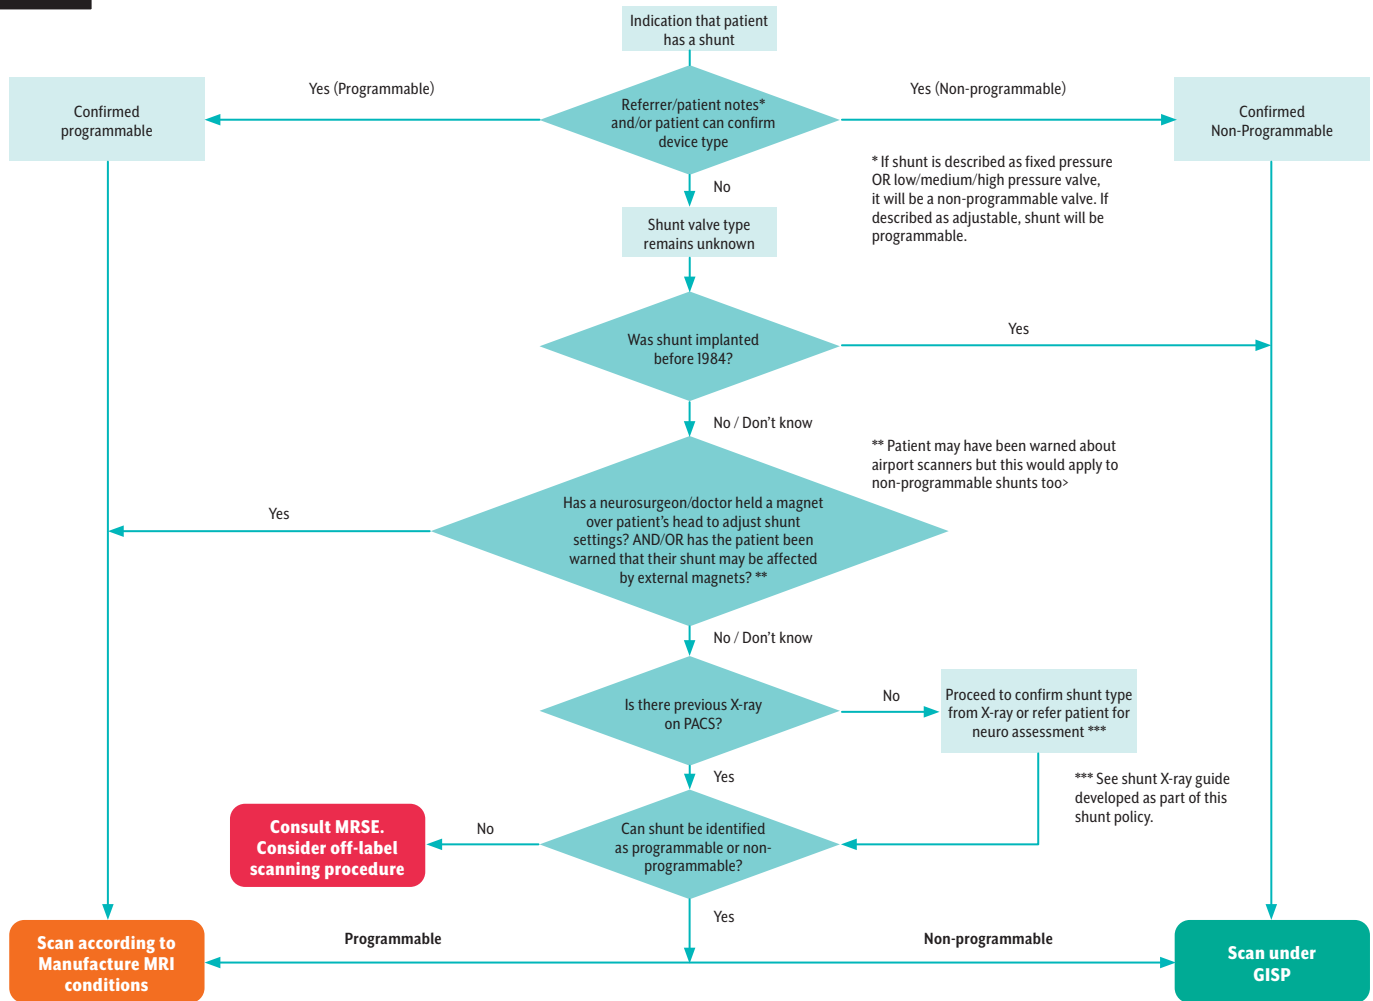 Indication that patient
has a shunt
Yes (Programmable)
Yes (Non-programmable)
Confirmed
programmable
Referrer/patient notes*
and/or patient can confirm
device type
Confirmed
Non-Programmable
* If shunt is described as fixed pressure
OR low/medium/high pressure valve,
it will be a non-programmable valve. If
described as adjustable, shunt will be
programmable.
No
Shunt valve type
remains unknown
Was shunt implanted
before 1984?
Yes
No / Don't know
** Patient may have been warned about
airport scanners but this would apply to
non-programmable shunts too>
Has a neurosurgeon/doctor held a magnet
over patient's head to adjust shunt
settings? AND/OR has the patient been
warned that their shunt may be affected
by external magnets? **
Yes
No / Don't know
Is there previous X-ray
on PACS?
No
Proceed to confirm shunt type
from X-ray or refer patient for
neuro assessment ***
Yes
*** See shunt X-ray guide
developed as part of this
shunt policy.
Can shunt be identified
as programmable or non-
programmable?
No
Consult MRSE.
Consider off-label
scanning procedure
Yes
Programmable
Non-programmable
Scan according to
Manufacture MRI
conditions
Scan under
GISP